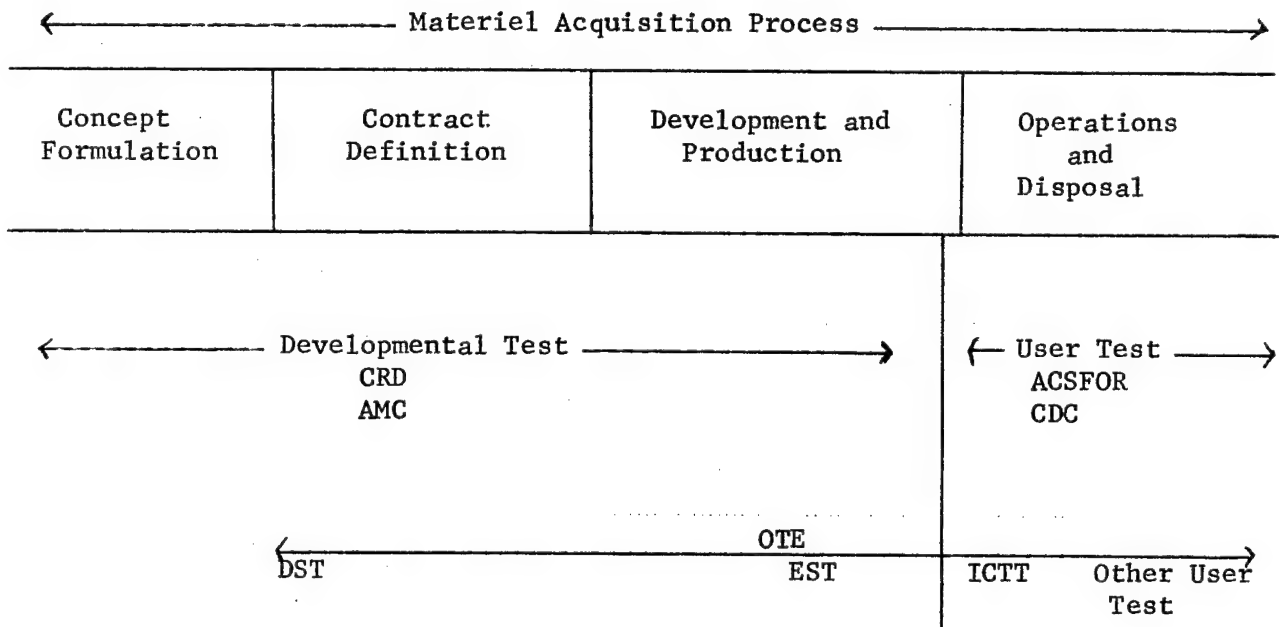 Materiel Acquisition Process
Concept Formulation
Contract Definition
Development and Production
Operations and Disposal
Developmental Test
CRD
AMC
User Test
ACSFOR
CDC
OTE
DST
EST
ICTT
Other User Test